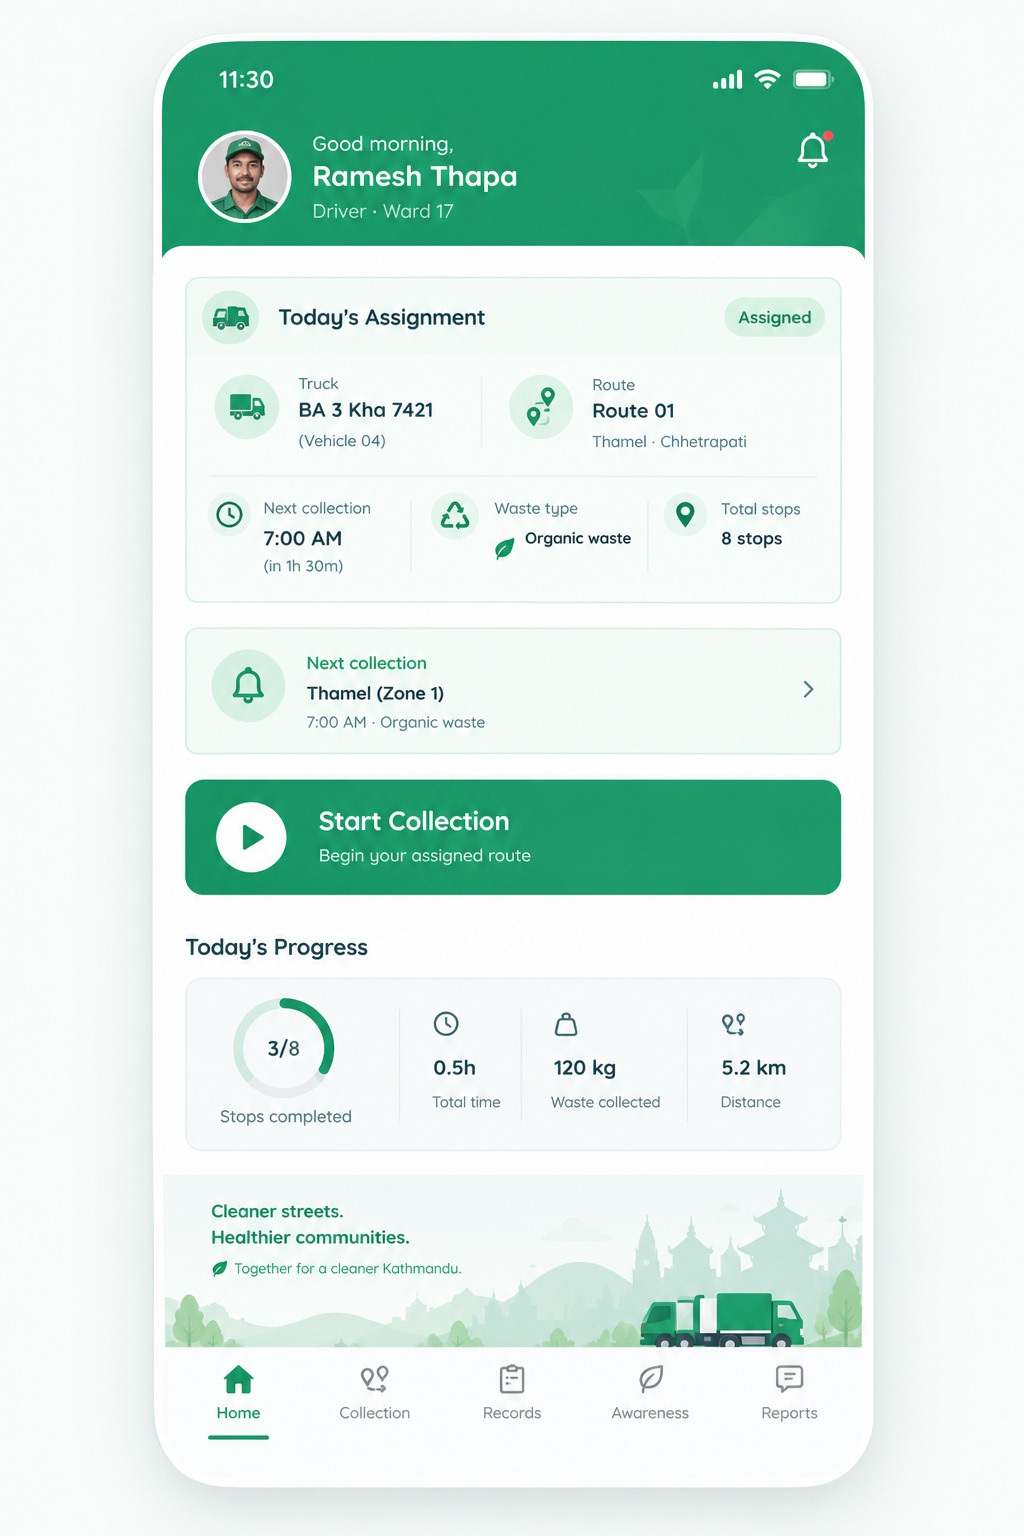 11:30
Good morning,
Ramesh Thapa
Driver · Ward 17
Today's Assignment
Assigned
Truck
BA 3 Kha 7421
(Vehicle 04)
Route
Route 01
Thamel · Chhetrapati
Next collection
7:00 AM
(in 1h 30m)
Waste type
Organic waste
Total stops
8 stops
Next collection
Thamel (Zone 1)
7:00 AM · Organic waste
Start Collection
Begin your assigned route
Today's Progress
3/8
Stops completed
0.5h
Total time
120 kg
Waste collected
5.2 km
Distance
Cleaner streets.
Healthier communities.
Together for a cleaner Kathmandu.
Home
Collection
Records
Awareness
Reports